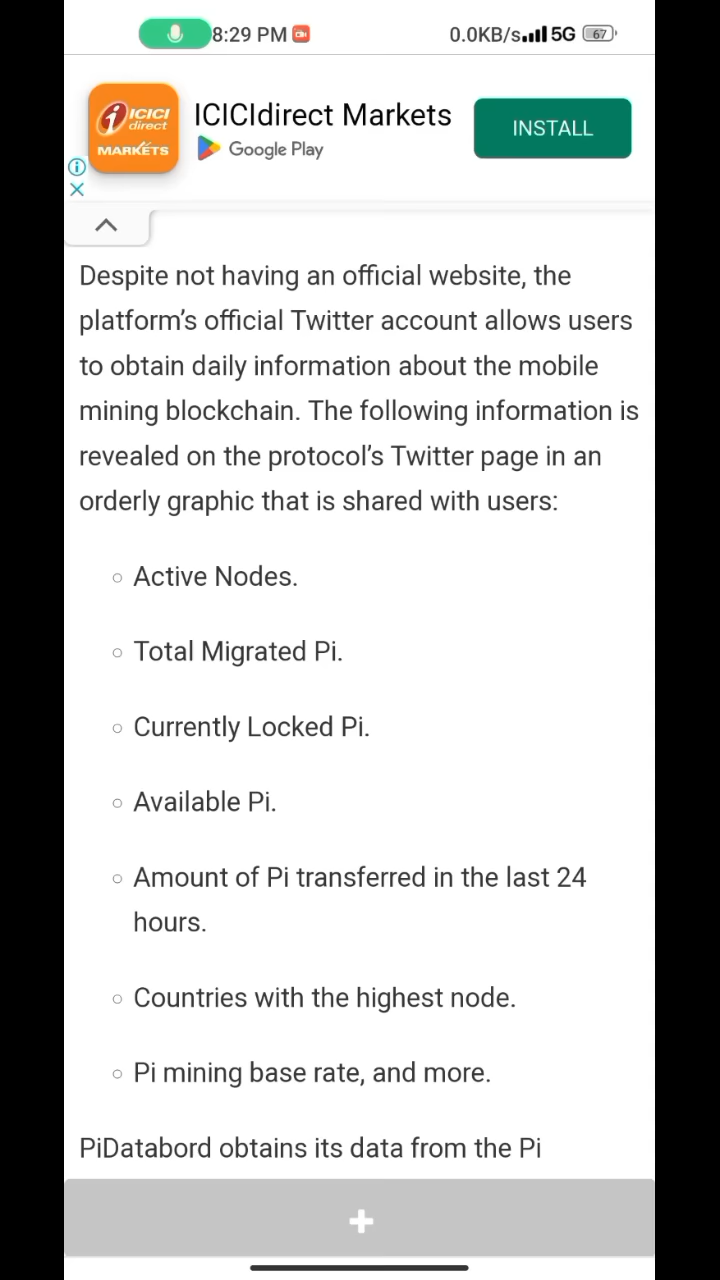 8:29 PM
0.0KB/s 5G 67
ICICI
direct
MARKETS
ICICIdirect Markets
Google Play
INSTALL
Despite not having an official website, the
platform's official Twitter account allows users
to obtain daily information about the mobile
mining blockchain. The following information is
revealed on the protocol's Twitter page in an
orderly graphic that is shared with users:
Active Nodes.
Total Migrated Pi.
Currently Locked Pi.
Available Pi.
Amount of Pi transferred in the last 24
hours.
Countries with the highest node.
Pi mining base rate, and more.
PiDatabord obtains its data from the Pi